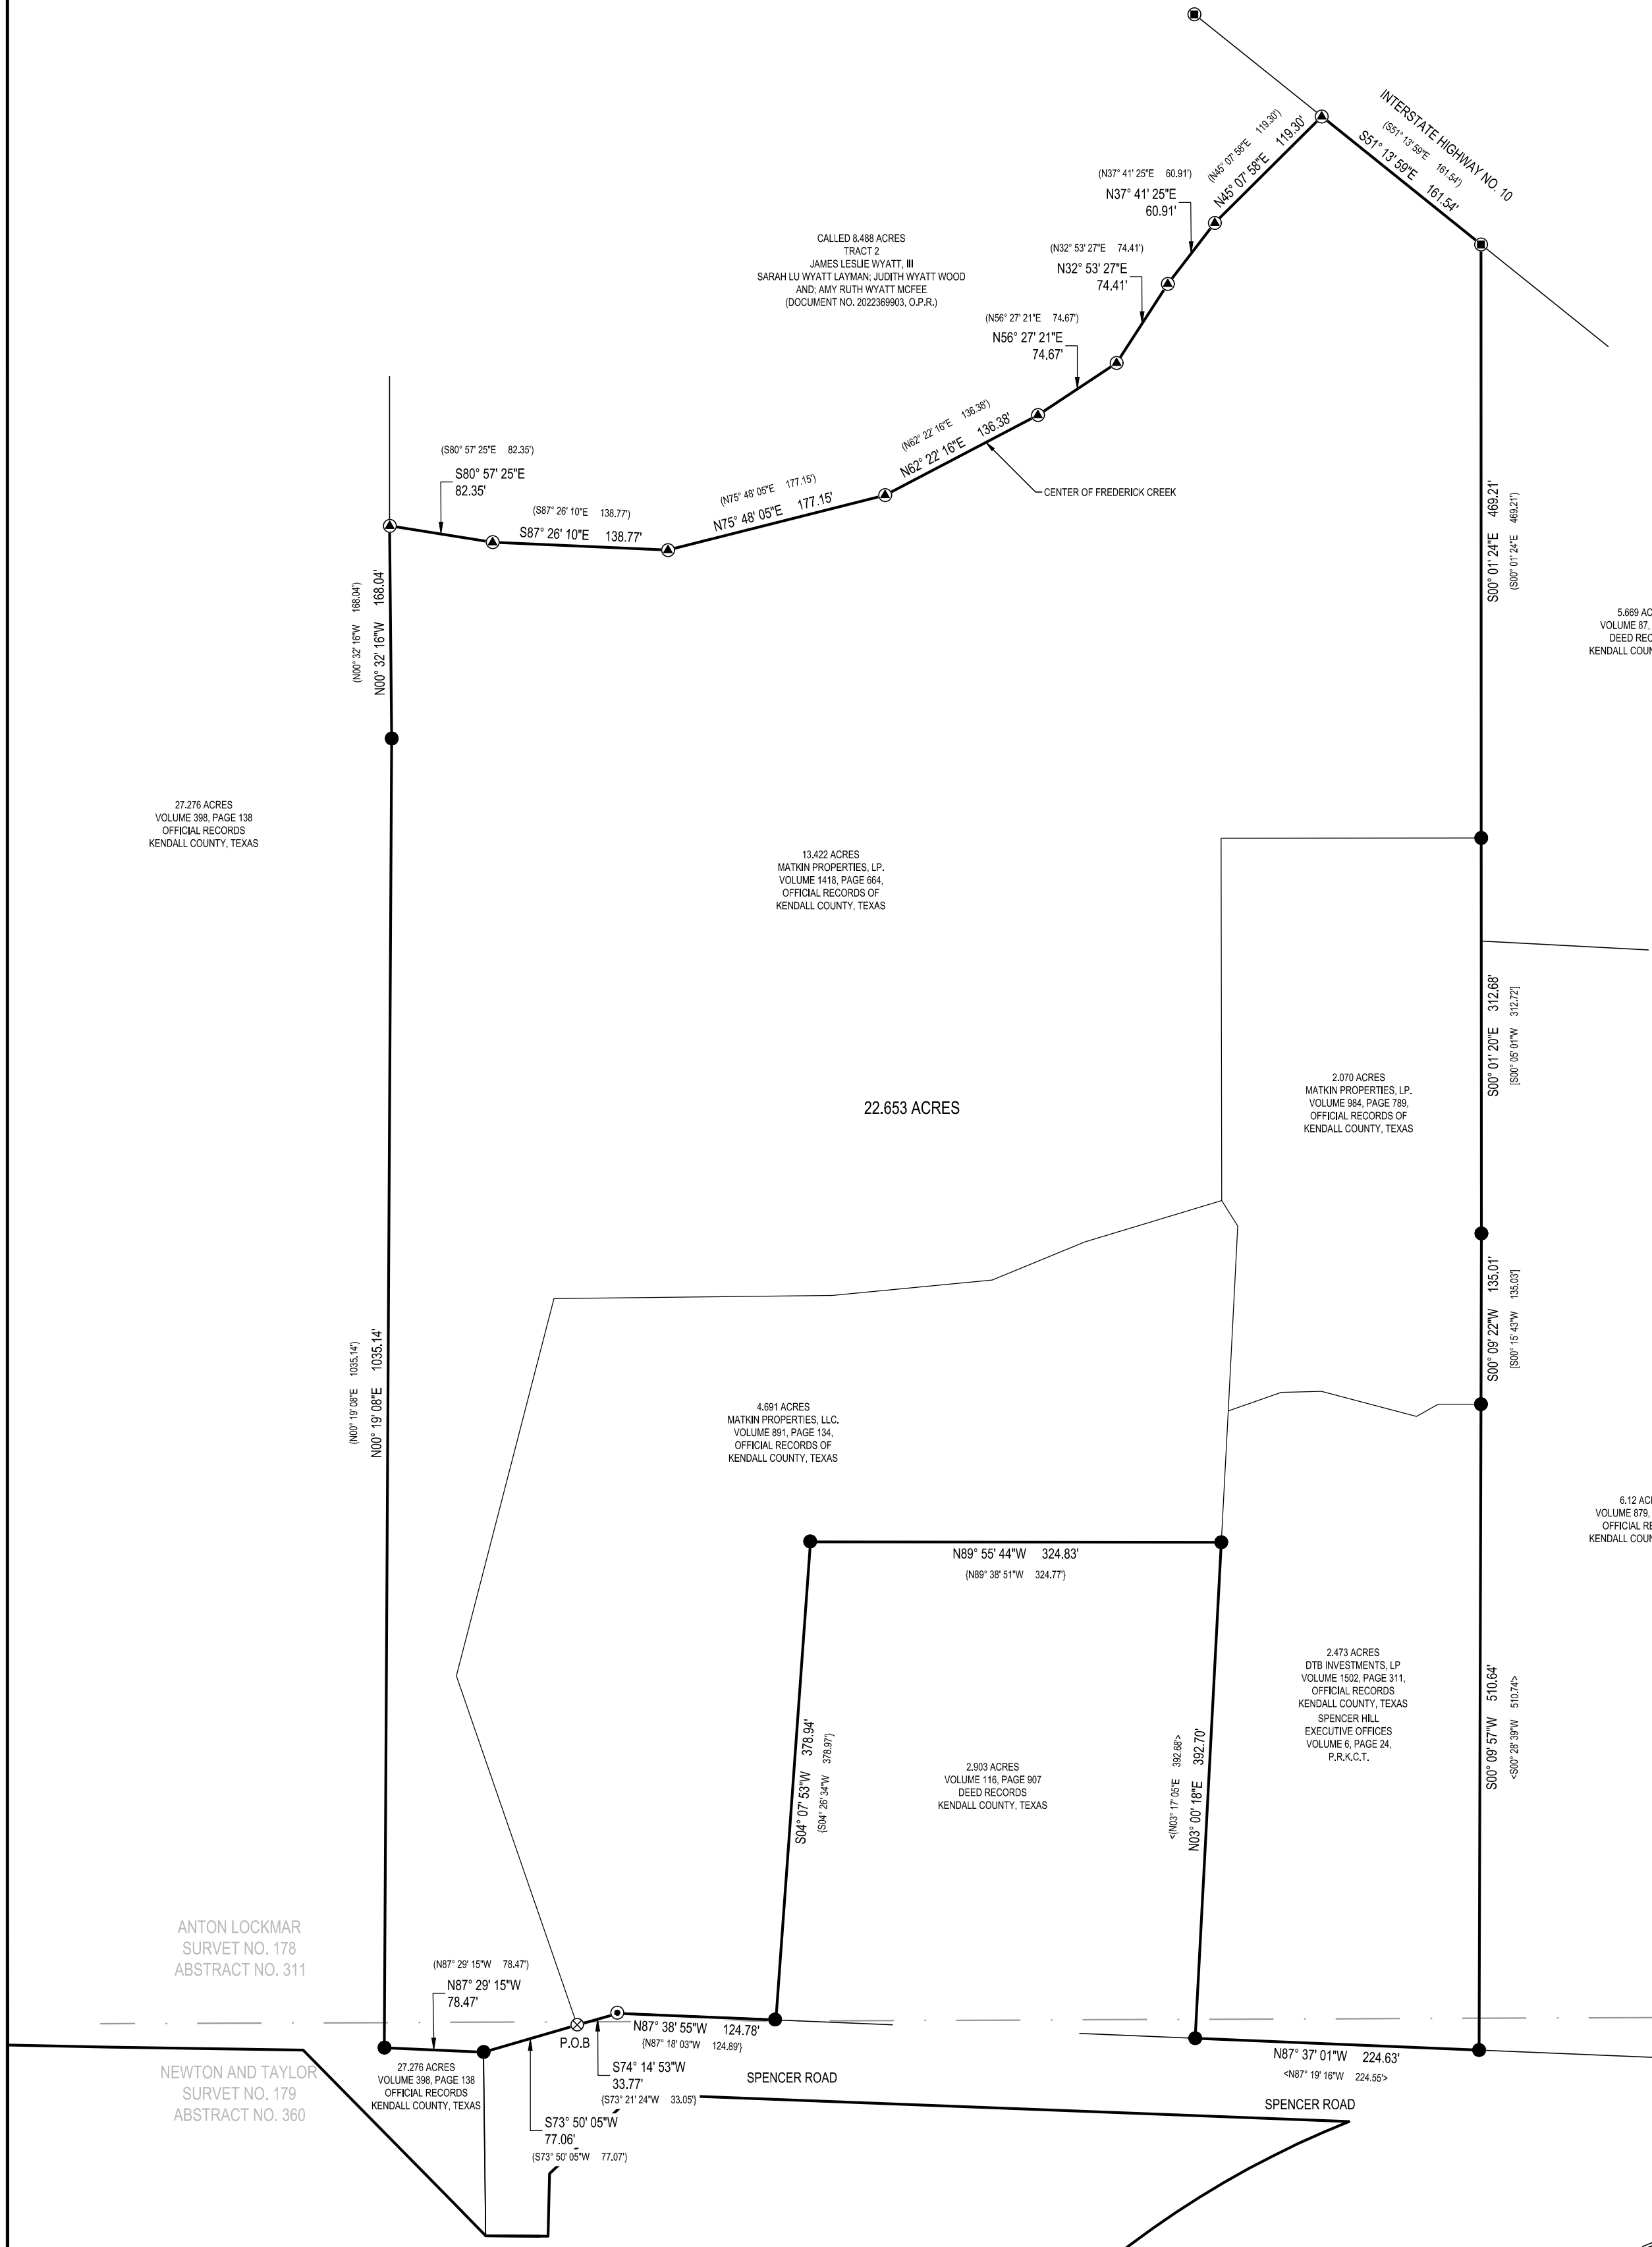 INTERSTATE HIGHWAY NO. 10
(S51° 13' 59"E 161.54')
S51° 13' 59"E 161.54'
(N45° 07' 58"E 119.30')
N45° 07' 58"E 119.30'
(N37° 41' 25"E 60.91')
N37° 41' 25"E
60.91'
CALLED 8.488 ACRES
TRACT 2
JAMES LESLIE WYATT, III
SARAH LU WYATT LAYMAN; JUDITH WYATT WOOD
AND; AMY RUTH WYATT MCFEE
(DOCUMENT NO. 2022369903, O.P.R.)
(N32° 53' 27"E 74.41')
N32° 53' 27"E
74.41'
(N56° 27' 21"E 74.67')
N56° 27' 21"E
74.67'
(N62° 22' 16"E 136.38')
N62° 22' 16"E 136.38'
CENTER OF FREDERICK CREEK
(S80° 57' 25"E 82.35')
S80° 57' 25"E
82.35'
(S87° 26' 10"E 138.77')
S87° 26' 10"E 138.77'
(N75° 48' 05"E 177.15')
N75° 48' 05"E 177.15'
S00° 01' 24"E 469.21'
(S00° 01' 24"E 469.21')
(N00° 32' 16"W 168.04')
N00° 32' 16"W 168.04'
5.669 AC
VOLUME 87,
DEED REC
KENDALL COUN
27.276 ACRES
VOLUME 398, PAGE 138
OFFICIAL RECORDS
KENDALL COUNTY, TEXAS
13.422 ACRES
MATKIN PROPERTIES, LP.
VOLUME 1418, PAGE 664,
OFFICIAL RECORDS OF
KENDALL COUNTY, TEXAS
S00° 01' 20"E 312.68'
[S00° 05' 01"W 312.72']
2.070 ACRES
MATKIN PROPERTIES, LP.
VOLUME 984, PAGE 789,
OFFICIAL RECORDS OF
KENDALL COUNTY, TEXAS
22.653 ACRES
S00° 09' 22"W 135.01'
[S00° 15' 43"W 135.03']
(N00° 19' 08"E 1035.14')
N00° 19' 08"E 1035.14'
4.691 ACRES
MATKIN PROPERTIES, LLC.
VOLUME 891, PAGE 134,
OFFICIAL RECORDS OF
KENDALL COUNTY, TEXAS
6.12 ACR
VOLUME 879,
OFFICIAL RE
KENDALL COUN
N89° 55' 44"W 324.83'
{N89° 38' 51"W 324.77'}
S04° 07' 53"W 378.94'
{S04° 26' 34"W 378.97'}
2.903 ACRES
VOLUME 116, PAGE 907
DEED RECORDS
KENDALL COUNTY, TEXAS
<(N03° 17' 05"E 392.68'>
N03° 00' 18"E 392.70'
2.473 ACRES
DTB INVESTMENTS, LP
VOLUME 1502, PAGE 311,
OFFICIAL RECORDS
KENDALL COUNTY, TEXAS
SPENCER HILL
EXECUTIVE OFFICES
VOLUME 6, PAGE 24,
P.R.K.C.T.
S00° 09' 57"W 510.64'
<S00° 28' 39"W 510.74'>
ANTON LOCKMAR
SURVET NO. 178
ABSTRACT NO. 311
(N87° 29' 15"W 78.47')
N87° 29' 15"W
78.47'
P.O.B
N87° 38' 55"W 124.78'
{N87° 18' 03"W 124.89'}
S74° 14' 53"W
33.77'
{S73° 21' 24"W 33.05'}
N87° 37' 01"W 224.63'
<N87° 19' 16"W 224.55'>
NEWTON AND TAYLOR
SURVET NO. 179
ABSTRACT NO. 360
27.276 ACRES
VOLUME 398, PAGE 138
OFFICIAL RECORDS
KENDALL COUNTY, TEXAS
SPENCER ROAD
SPENCER ROAD
S73° 50' 05"W
77.06'
(S73° 50' 05"W 77.07')